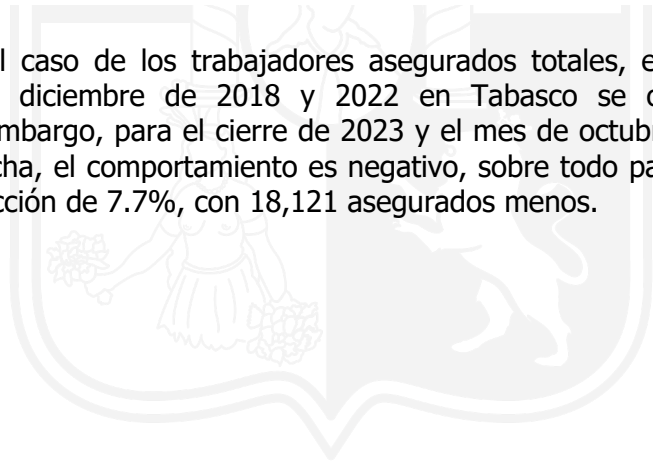 l caso de los trabajadores asegurados totales, e
diciembre de 2018 y 2022 en Tabasco se
mbargo, para el cierre de 2023 y el mes de octubr
cha, el comportamiento es negativo, sobre todo pa
cción de 7.7%, con 18,121 asegurados menos.